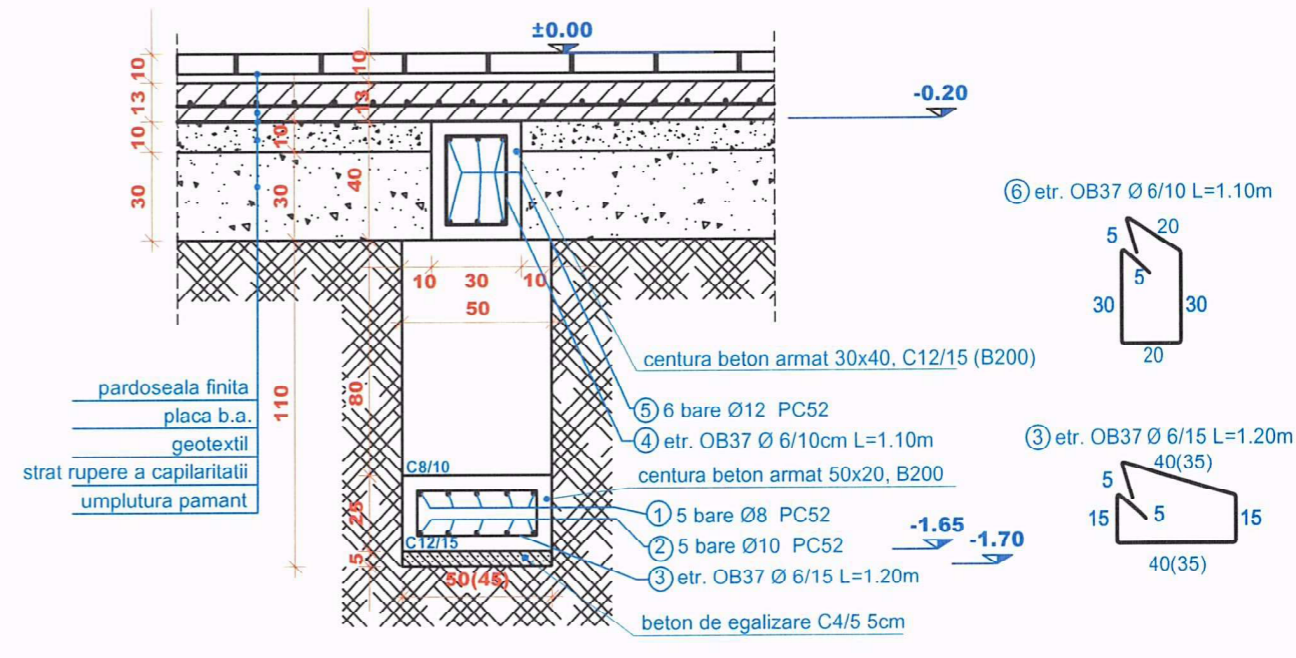 ±0.00
10
10
13
13
-0.20
10
10
30
30
40
⑥ etr. OB37 Ø 6/10 L=1.10m
5
20
5
30
30
20
10
30
10
50
centura beton armat 30x40, C12/15 (B200)
pardoseala finita
placa b.a.
geotextil
strat rupere a capilaritatii
umplutura pamant
110
80
⑤ 6 bare Ø12 PC52
④ etr. OB37 Ø 6/10cm L=1.10m
③ etr. OB37 Ø 6/15 L=1.20m
40(35)
5
5
15
15
40(35)
C8/10
centura beton armat 50x20, B200
① 5 bare Ø8 PC52
② 5 bare Ø10 PC52
-1.65
-1.70
C12/15
5
50(45)
③ etr. OB37 Ø 6/15 L=1.20m
beton de egalizare C4/5 5cm